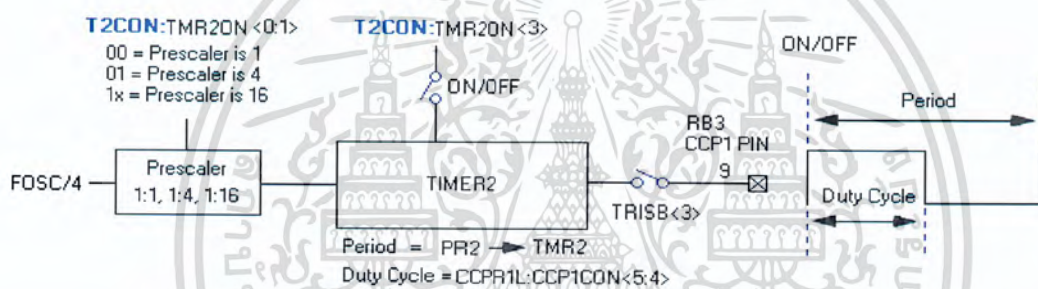 T2CON:TMR2ON<0:1>
00 = Prescaler is 1
01 = Prescaler is 4
1x = Prescaler is 16
T2CON:TMR2ON<3>
ON/OFF
ON/OFF
Period
RB3
CCP1 PIN
9
FOSC/4
Prescaler
1:1, 1:4, 1:16
TIMER2
TRISB<3>
Duty Cycle
Period = PR2 → TMR2
Duty Cycle = CCPR1L:CCP1CON<5:4>